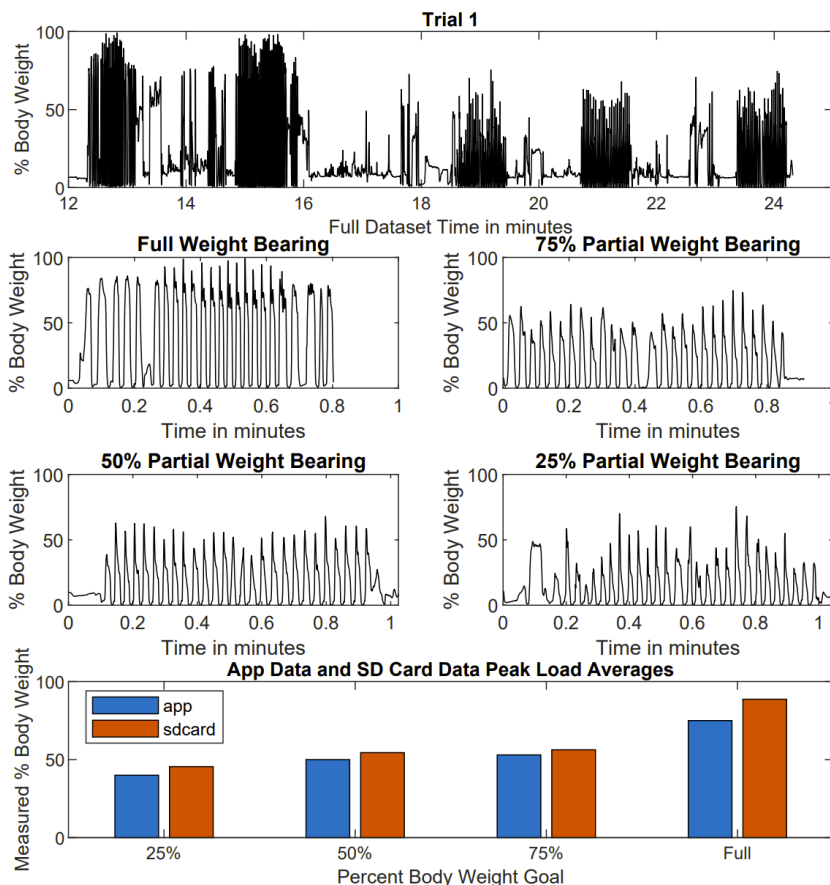 Trial 1
% Body Weight
100
50
0
12 14 16 18 20 22 24
Full Dataset Time in minutes
Full Weight Bearing
% Body Weight
100
50
0
0 0.2 0.4 0.6 0.8 1
Time in minutes
75% Partial Weight Bearing
% Body Weight
100
50
0
0 0.2 0.4 0.6 0.8 1
Time in minutes
50% Partial Weight Bearing
% Body Weight
100
50
0
0 0.2 0.4 0.6 0.8 1
Time in minutes
25% Partial Weight Bearing
% Body Weight
100
50
0
0 0.2 0.4 0.6 0.8 1
Time in minutes
App Data and SD Card Data Peak Load Averages
Measured % Body Weight
100
50
0
app
sdcard
25% 50% 75% Full
Percent Body Weight Goal